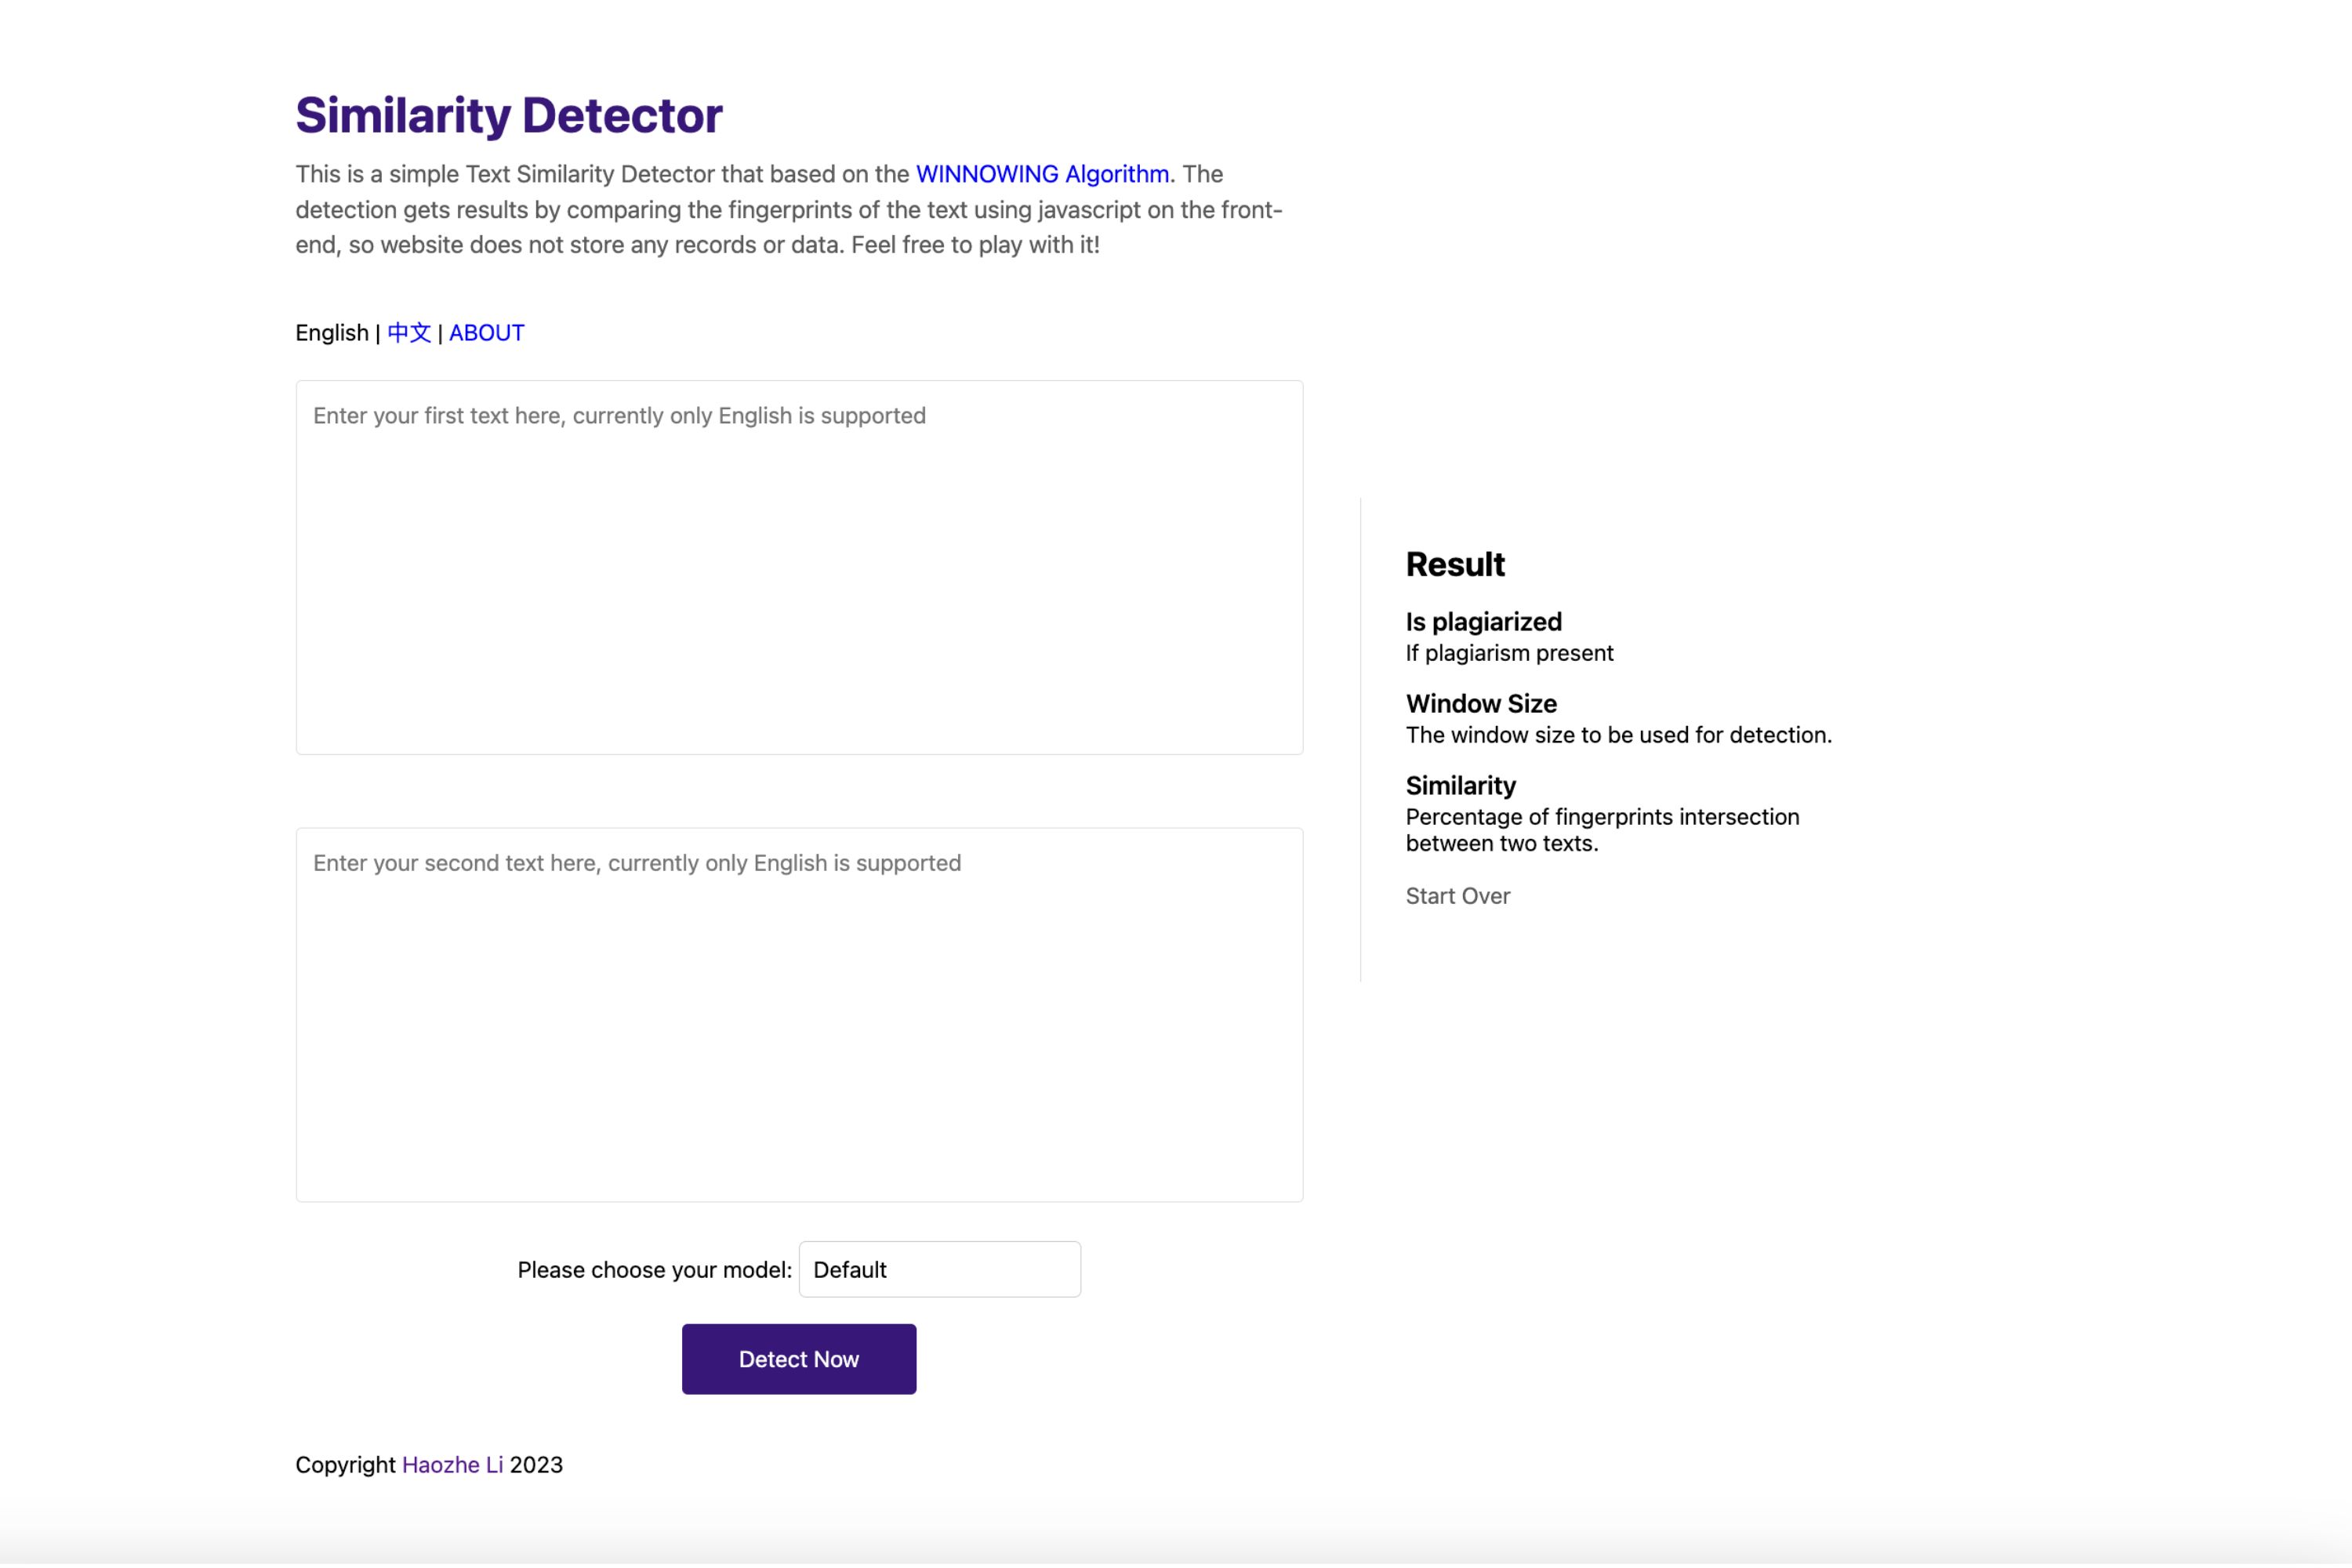 Similarity Detector
This is a simple Text Similarity Detector that based on the WINNOWING Algorithm. The
detection gets results by comparing the fingerprints of the text using javascript on the front-
end, so website does not store any records or data. Feel free to play with it!
English | 中文 | ABOUT
Enter your first text here, currently only English is supported
Enter your second text here, currently only English is supported
Please choose your model: Default
Detect Now
Result
Is plagiarized
If plagiarism present
Window Size
The window size to be used for detection.
Similarity
Percentage of fingerprints intersection
between two texts.
Start Over
Copyright Haozhe Li 2023